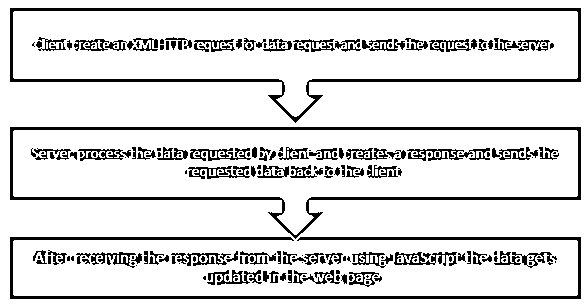 Client create an XMLHTTP request for data request and sends the request to the server
Server process the data requested by client and creates a response and sends the
requested data back to the client
After receiving the response from the server using JavaScript the data gets
updated in the web page